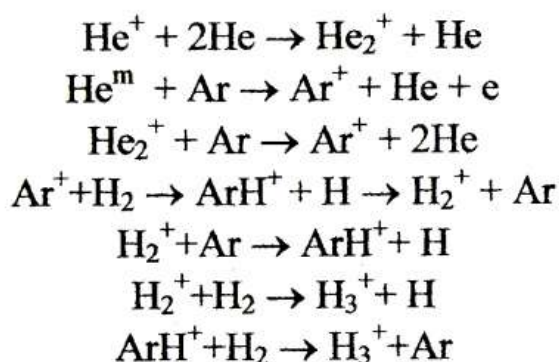 He⁺ + 2He → He₂⁺ + He
Heᵐ + Ar → Ar⁺ + He + e
He₂⁺ + Ar → Ar⁺ + 2He
Ar⁺+H₂ → ArH⁺ + H → H₂⁺ + Ar
H₂⁺+Ar → ArH⁺+ H
H₂⁺+H₂ → H₃⁺+ H
ArH⁺+H₂ → H₃⁺+Ar